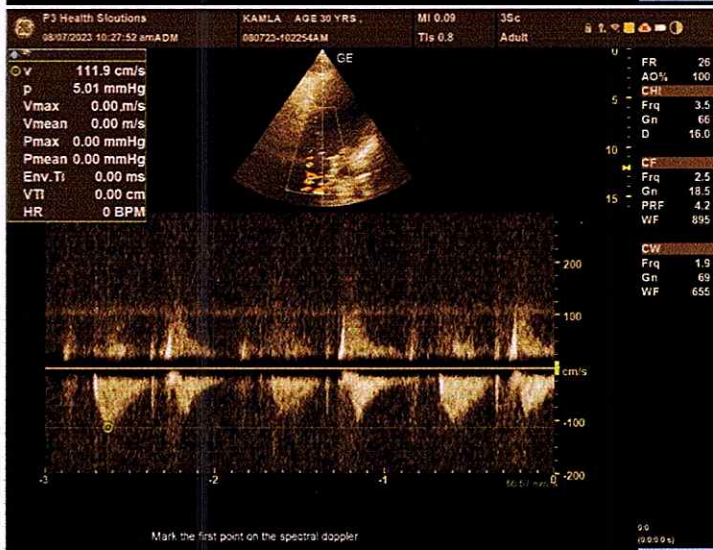 P3 Health Sloutions
08/07/2023 10:27:52 amADM
KAMLA AGE 30 YRS ,
080723-102254AM
MI 0.09
TIs 0.8
3Sc
Adult
v 111.9 cm/s
p 5.01 mmHg
Vmax 0.00 m/s
Vmean 0.00 m/s
Pmax 0.00 mmHg
Pmean 0.00 mmHg
Env.Ti 0.00 ms
VTI 0.00 cm
HR 0 BPM
GE
0
5
10
15
FR 26
AO% 100
CHI
Frq 3.5
Gn 66
D 16.0
CF
Frq 2.5
Gn 18.5
PRF 4.2
WF 895
CW
Frq 1.9
Gn 69
WF 655
200
100
cm/s
-100
-200
-3
-2
-1
0
Mark the first point on the spectral doppler